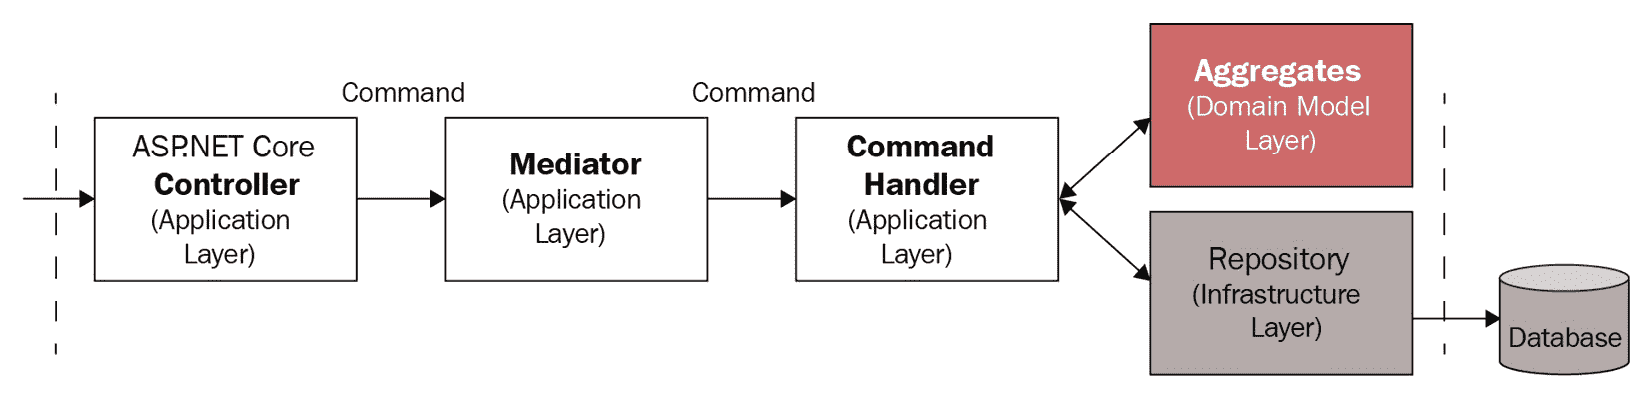 Command
Command
ASP.NET Core
Controller
(Application
Layer)
Mediator
(Application
Layer)
Command
Handler
(Application
Layer)
Aggregates
(Domain Model
Layer)
Repository
(Infrastructure
Layer)
Database